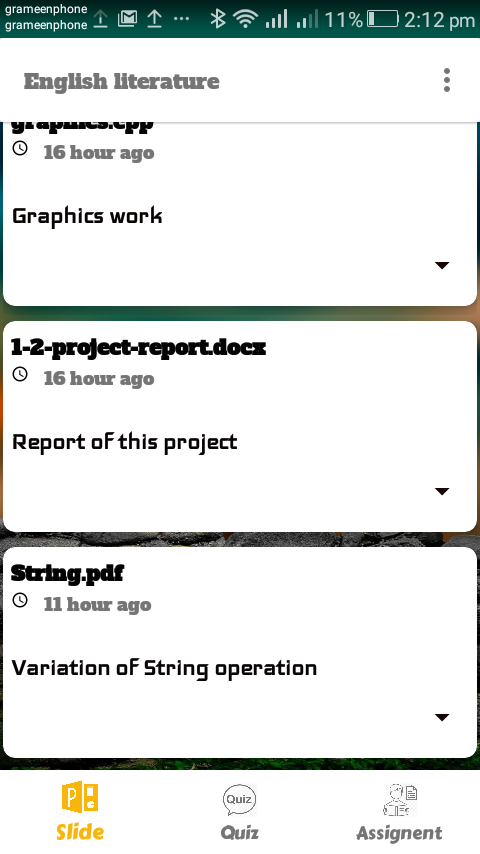 grameenphone
grameenphone
11% 2:12 pm
English literature
graphics.cpp
16 hour ago
Graphics work
1-2-project-report.docx
16 hour ago
Report of this project
String.pdf
11 hour ago
Variation of String operation
Quiz
Slide Quiz Assignent